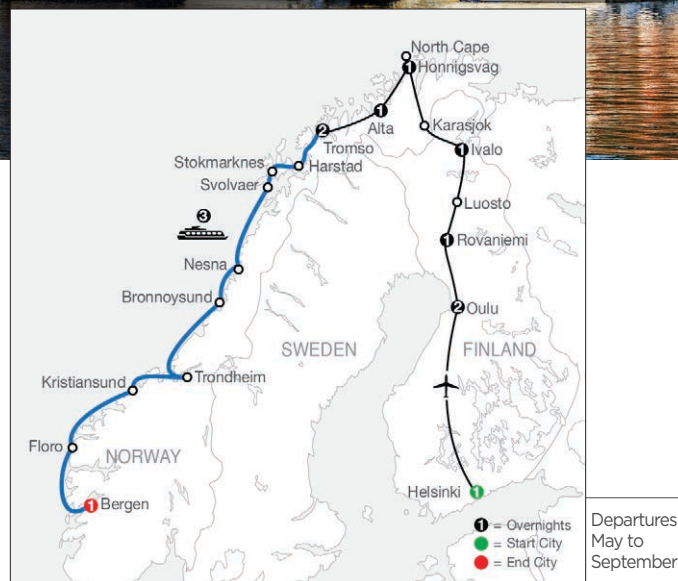 North Cape
1 Honnigsvag
1
Alta
Karasjok
2
Tromso
1 Ivalo
Stokmarknes
Harstad
Svolvaer
Luosto
3
1
Rovaniemi
Nesna
Bronnoysund
2 Oulu
SWEDEN
FINLAND
Kristiansund
Trondheim
Floro
NORWAY
Helsinki 1
1 Bergen
1 = Overnights
= Start City
= End City
Departures
May to
September